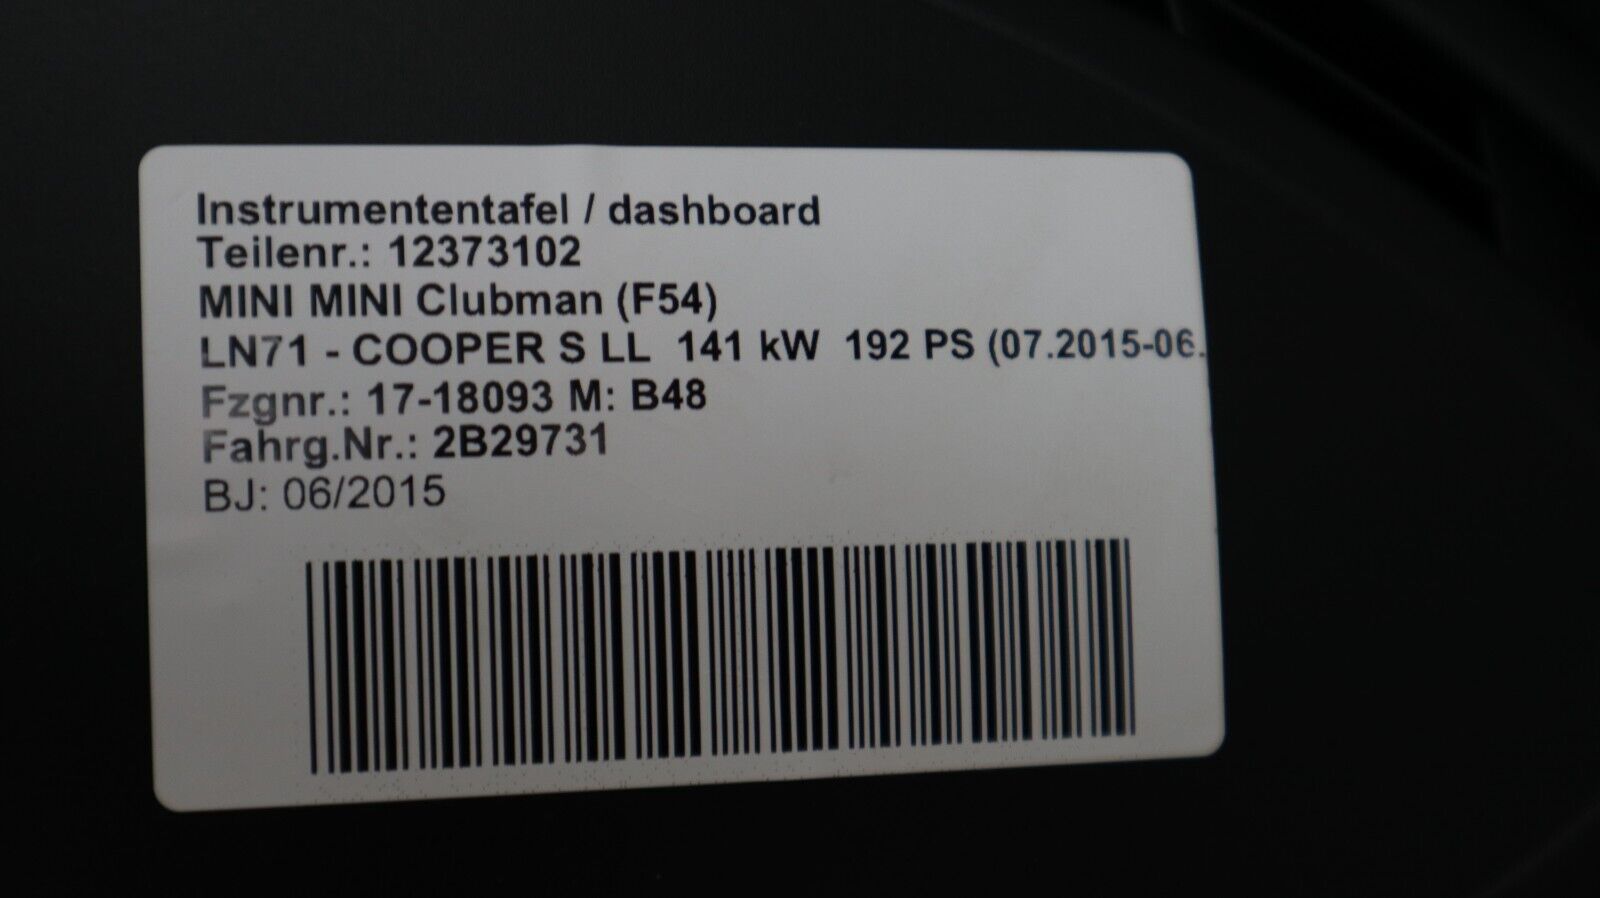 Instrumententafel / dashboard
Teilenr.: 12373102
MINI MINI Clubman (F54)
LN71 - COOPER S LL 141 kW 192 PS (07.2015-06.
Fzgnr.: 17-18093 M: B48
Fahrg.Nr.: 2B29731
BJ: 06/2015